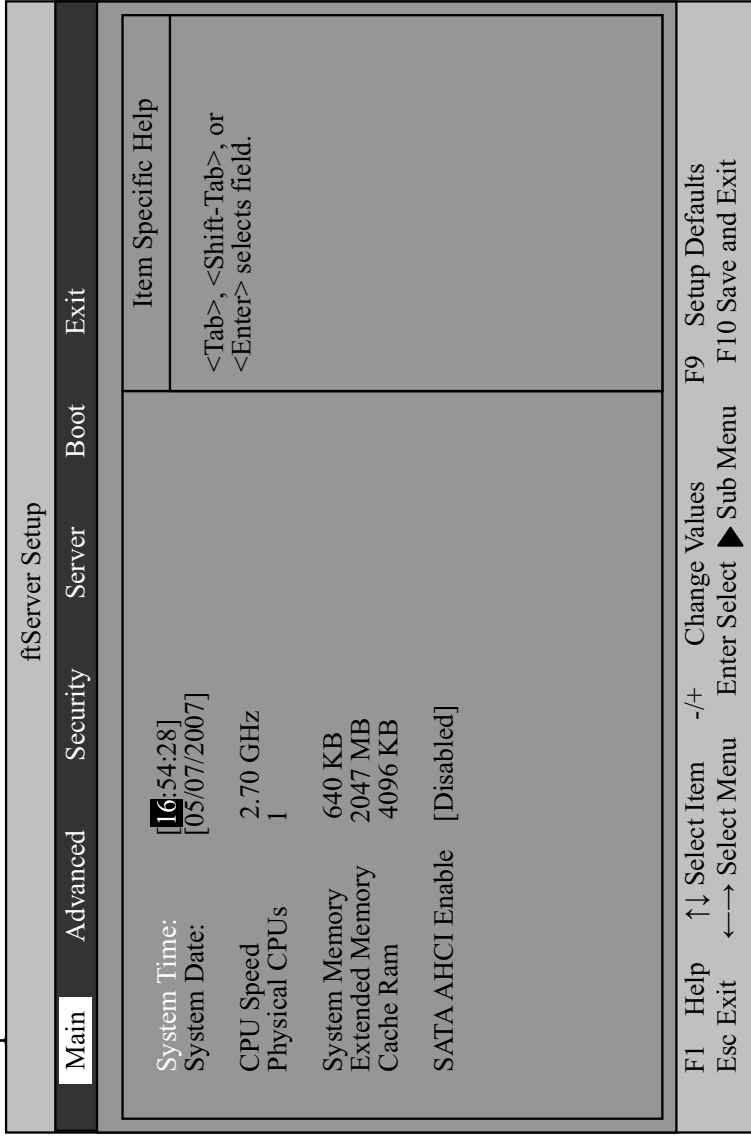 ftServer Setup
Main Advanced Security Server Boot Exit
System Time: [16:54:28]
System Date: [05/07/2007]
CPU Speed 2.70 GHz
Physical CPUs 1
System Memory 640 KB
Extended Memory 2047 MB
Cache Ram 4096 KB
SATA AHCI Enable [Disabled]
Item Specific Help
<Tab>, <Shift-Tab>, or
<Enter> selects field.
F1 Help ↑↓ Select Item -/+ Change Values F9 Setup Defaults
Esc Exit ←→ Select Menu Enter Select ▶ Sub Menu F10 Save and Exit